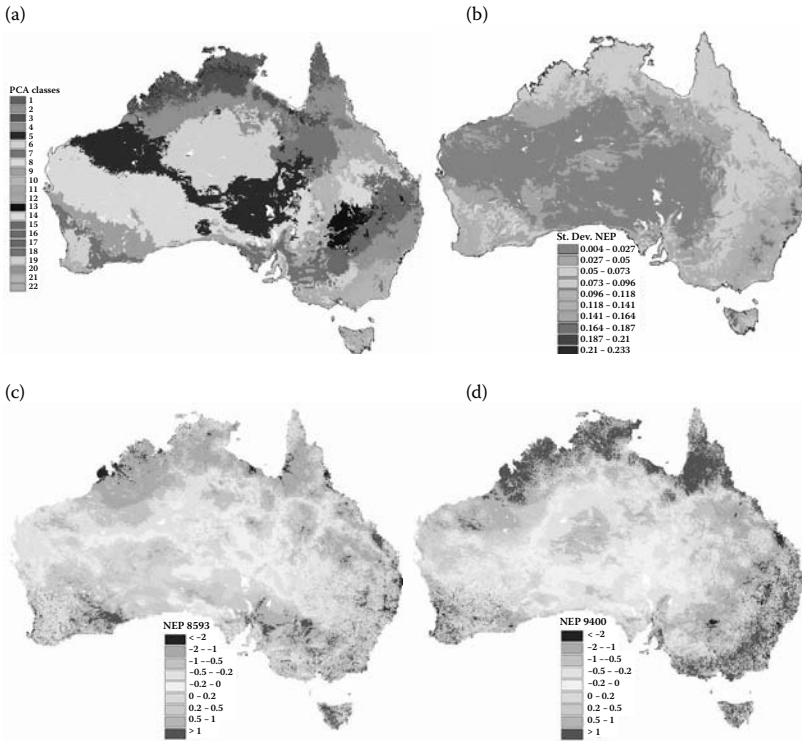 (a)
(b)
PCA classes
1
2
3
4
5
6
7
8
9
10
11
12
13
14
15
16
17
18
19
20
21
22
St. Dev. NEP
0.004 – 0.027
0.027 – 0.05
0.05 – 0.073
0.073 – 0.096
0.096 – 0.118
0.118 – 0.141
0.141 – 0.164
0.164 – 0.187
0.187 – 0.21
0.21 – 0.233
(c)
(d)
NEP 8593
< –2
–2 – –1
–1 – –0.5
–0.5 – –0.2
–0.2 – 0
0 – 0.2
0.2 – 0.5
0.5 – 1
> 1
NEP 9400
< –2
–2 – –1
–1 – –0.5
–0.5 – –0.2
–0.2 – 0
0 – 0.2
0.2 – 0.5
0.5 – 1
> 1